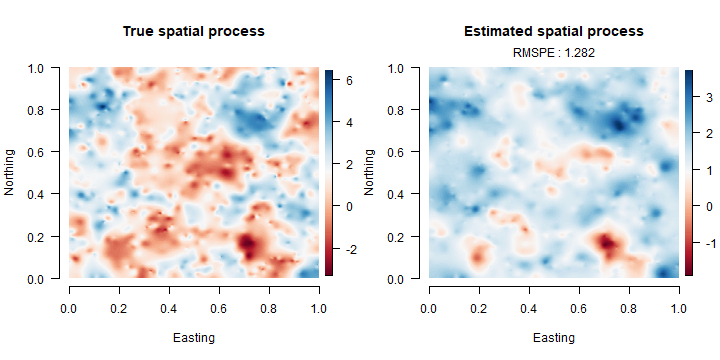 True spatial process
Estimated spatial process
RMSPE : 1.282
Northing
1.0
0.8
0.6
0.4
0.2
0.0
0.0 0.2 0.4 0.6 0.8 1.0
Easting
6
4
2
0
-2
Northing
1.0
0.8
0.6
0.4
0.2
0.0
0.0 0.2 0.4 0.6 0.8 1.0
Easting
3
2
1
0
-1